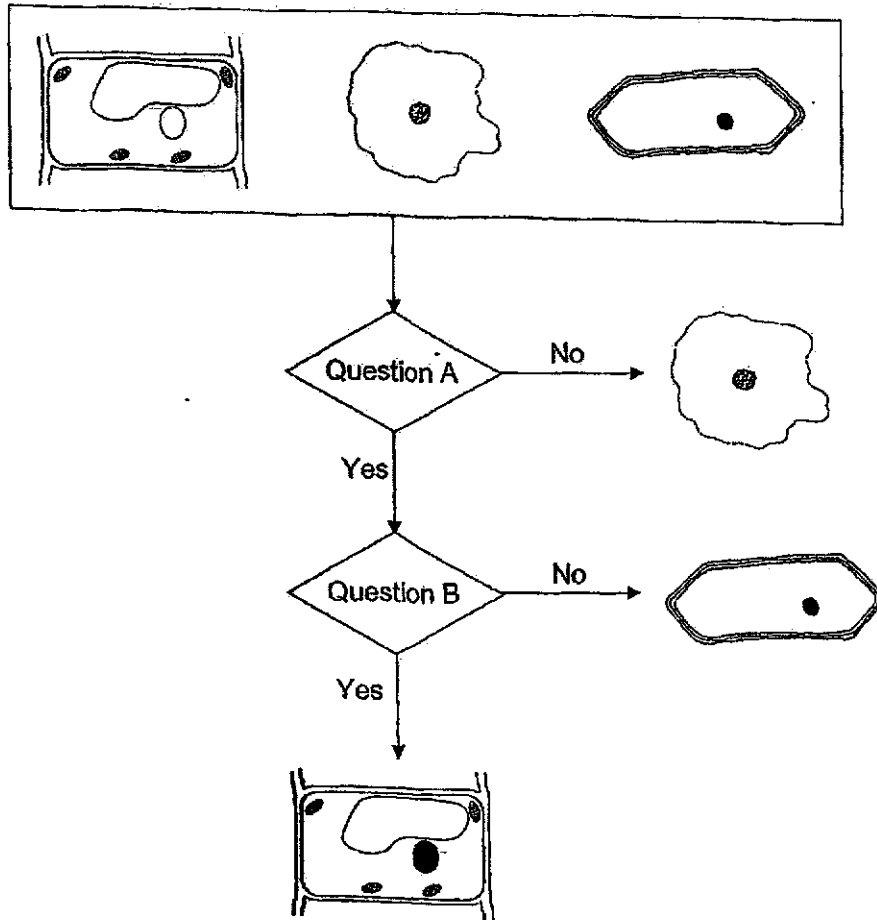 Question A
No
Yes
Question B
No
Yes